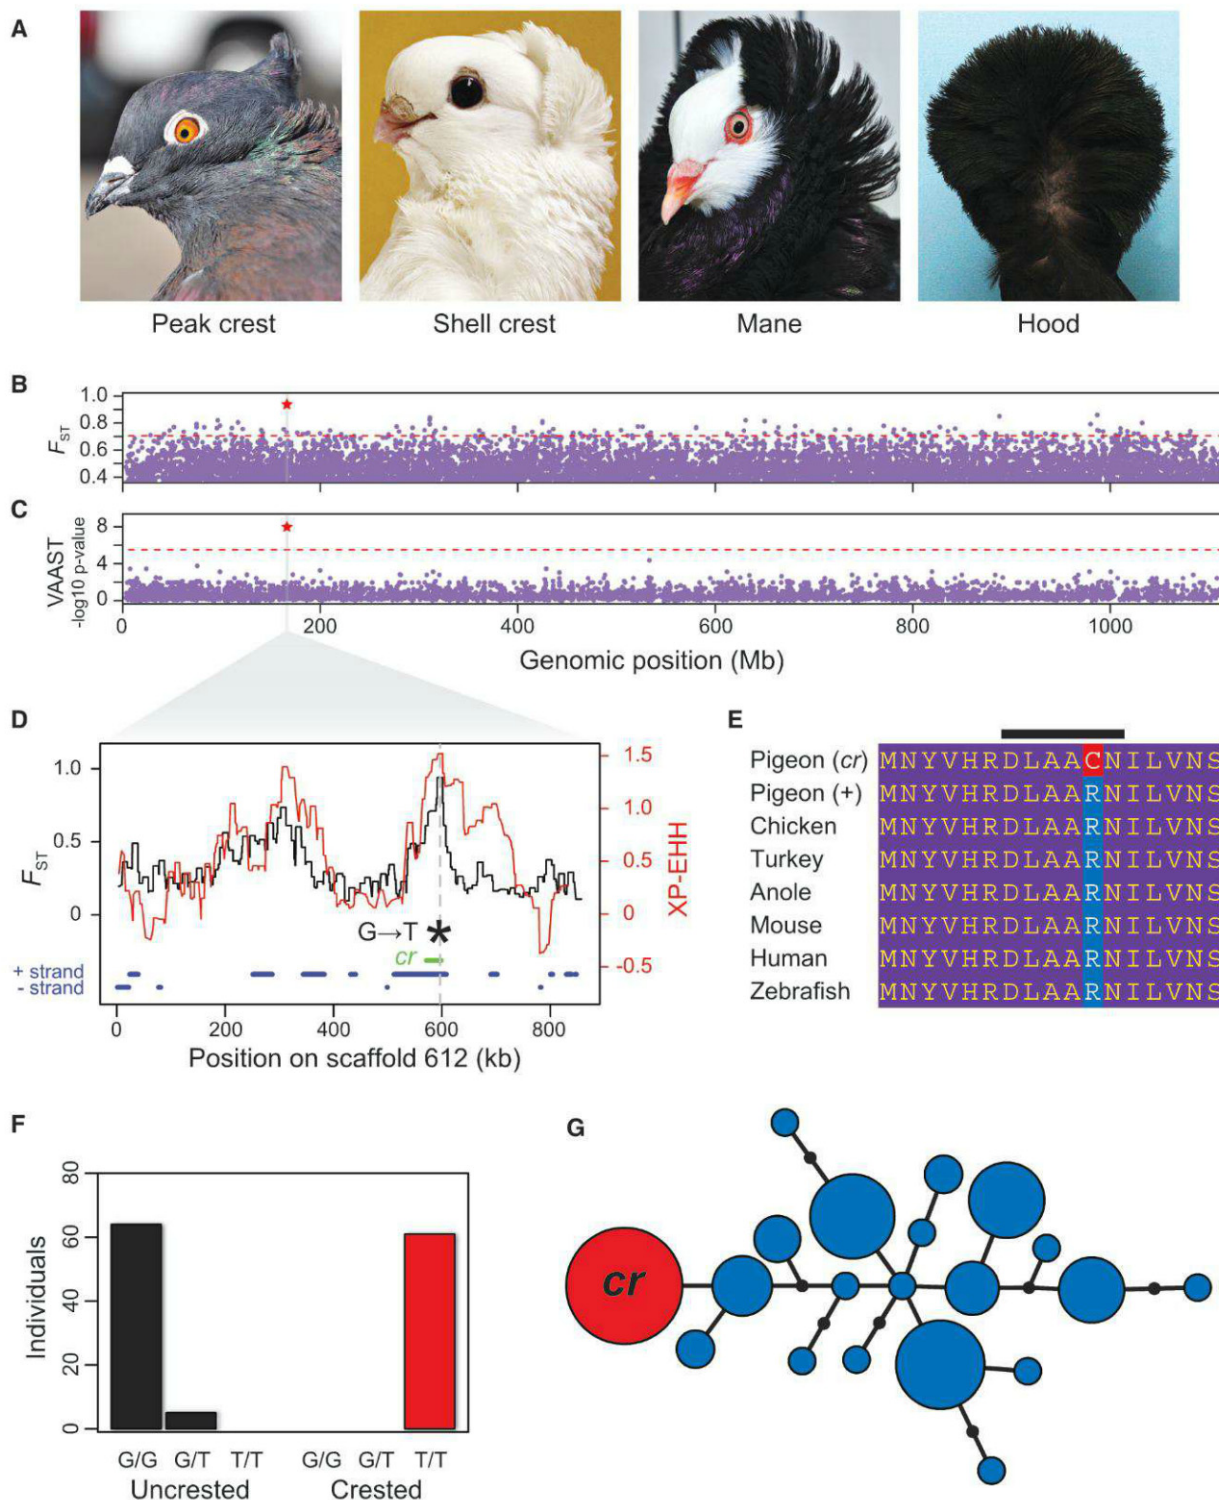 A
Peak crest
Shell crest
Mane
Hood
B
1.0
0.8
0.6
0.4
FST
C
8
4
0
VAAST
-log10 p-value
0
200
400
600
800
1000
Genomic position (Mb)
D
1.0
0.5
0
FST
1.5
1.0
0.5
0
-0.5
XP-EHH
G→T *
cr
+ strand
- strand
0
200
400
600
800
Position on scaffold 612 (kb)
E
Pigeon (cr) MNYVHRDLAACNILVNS
Pigeon (+) MNYVHRDLAARNILVNS
Chicken MNYVHRDLAARNILVNS
Turkey MNYVHRDLAARNILVNS
Anole MNYVHRDLAARNILVNS
Mouse MNYVHRDLAARNILVNS
Human MNYVHRDLAARNILVNS
Zebrafish MNYVHRDLAARNILVNS
F
80
60
40
20
0
Individuals
G/G G/T T/T G/G G/T T/T
Uncrested Crested
G
cr